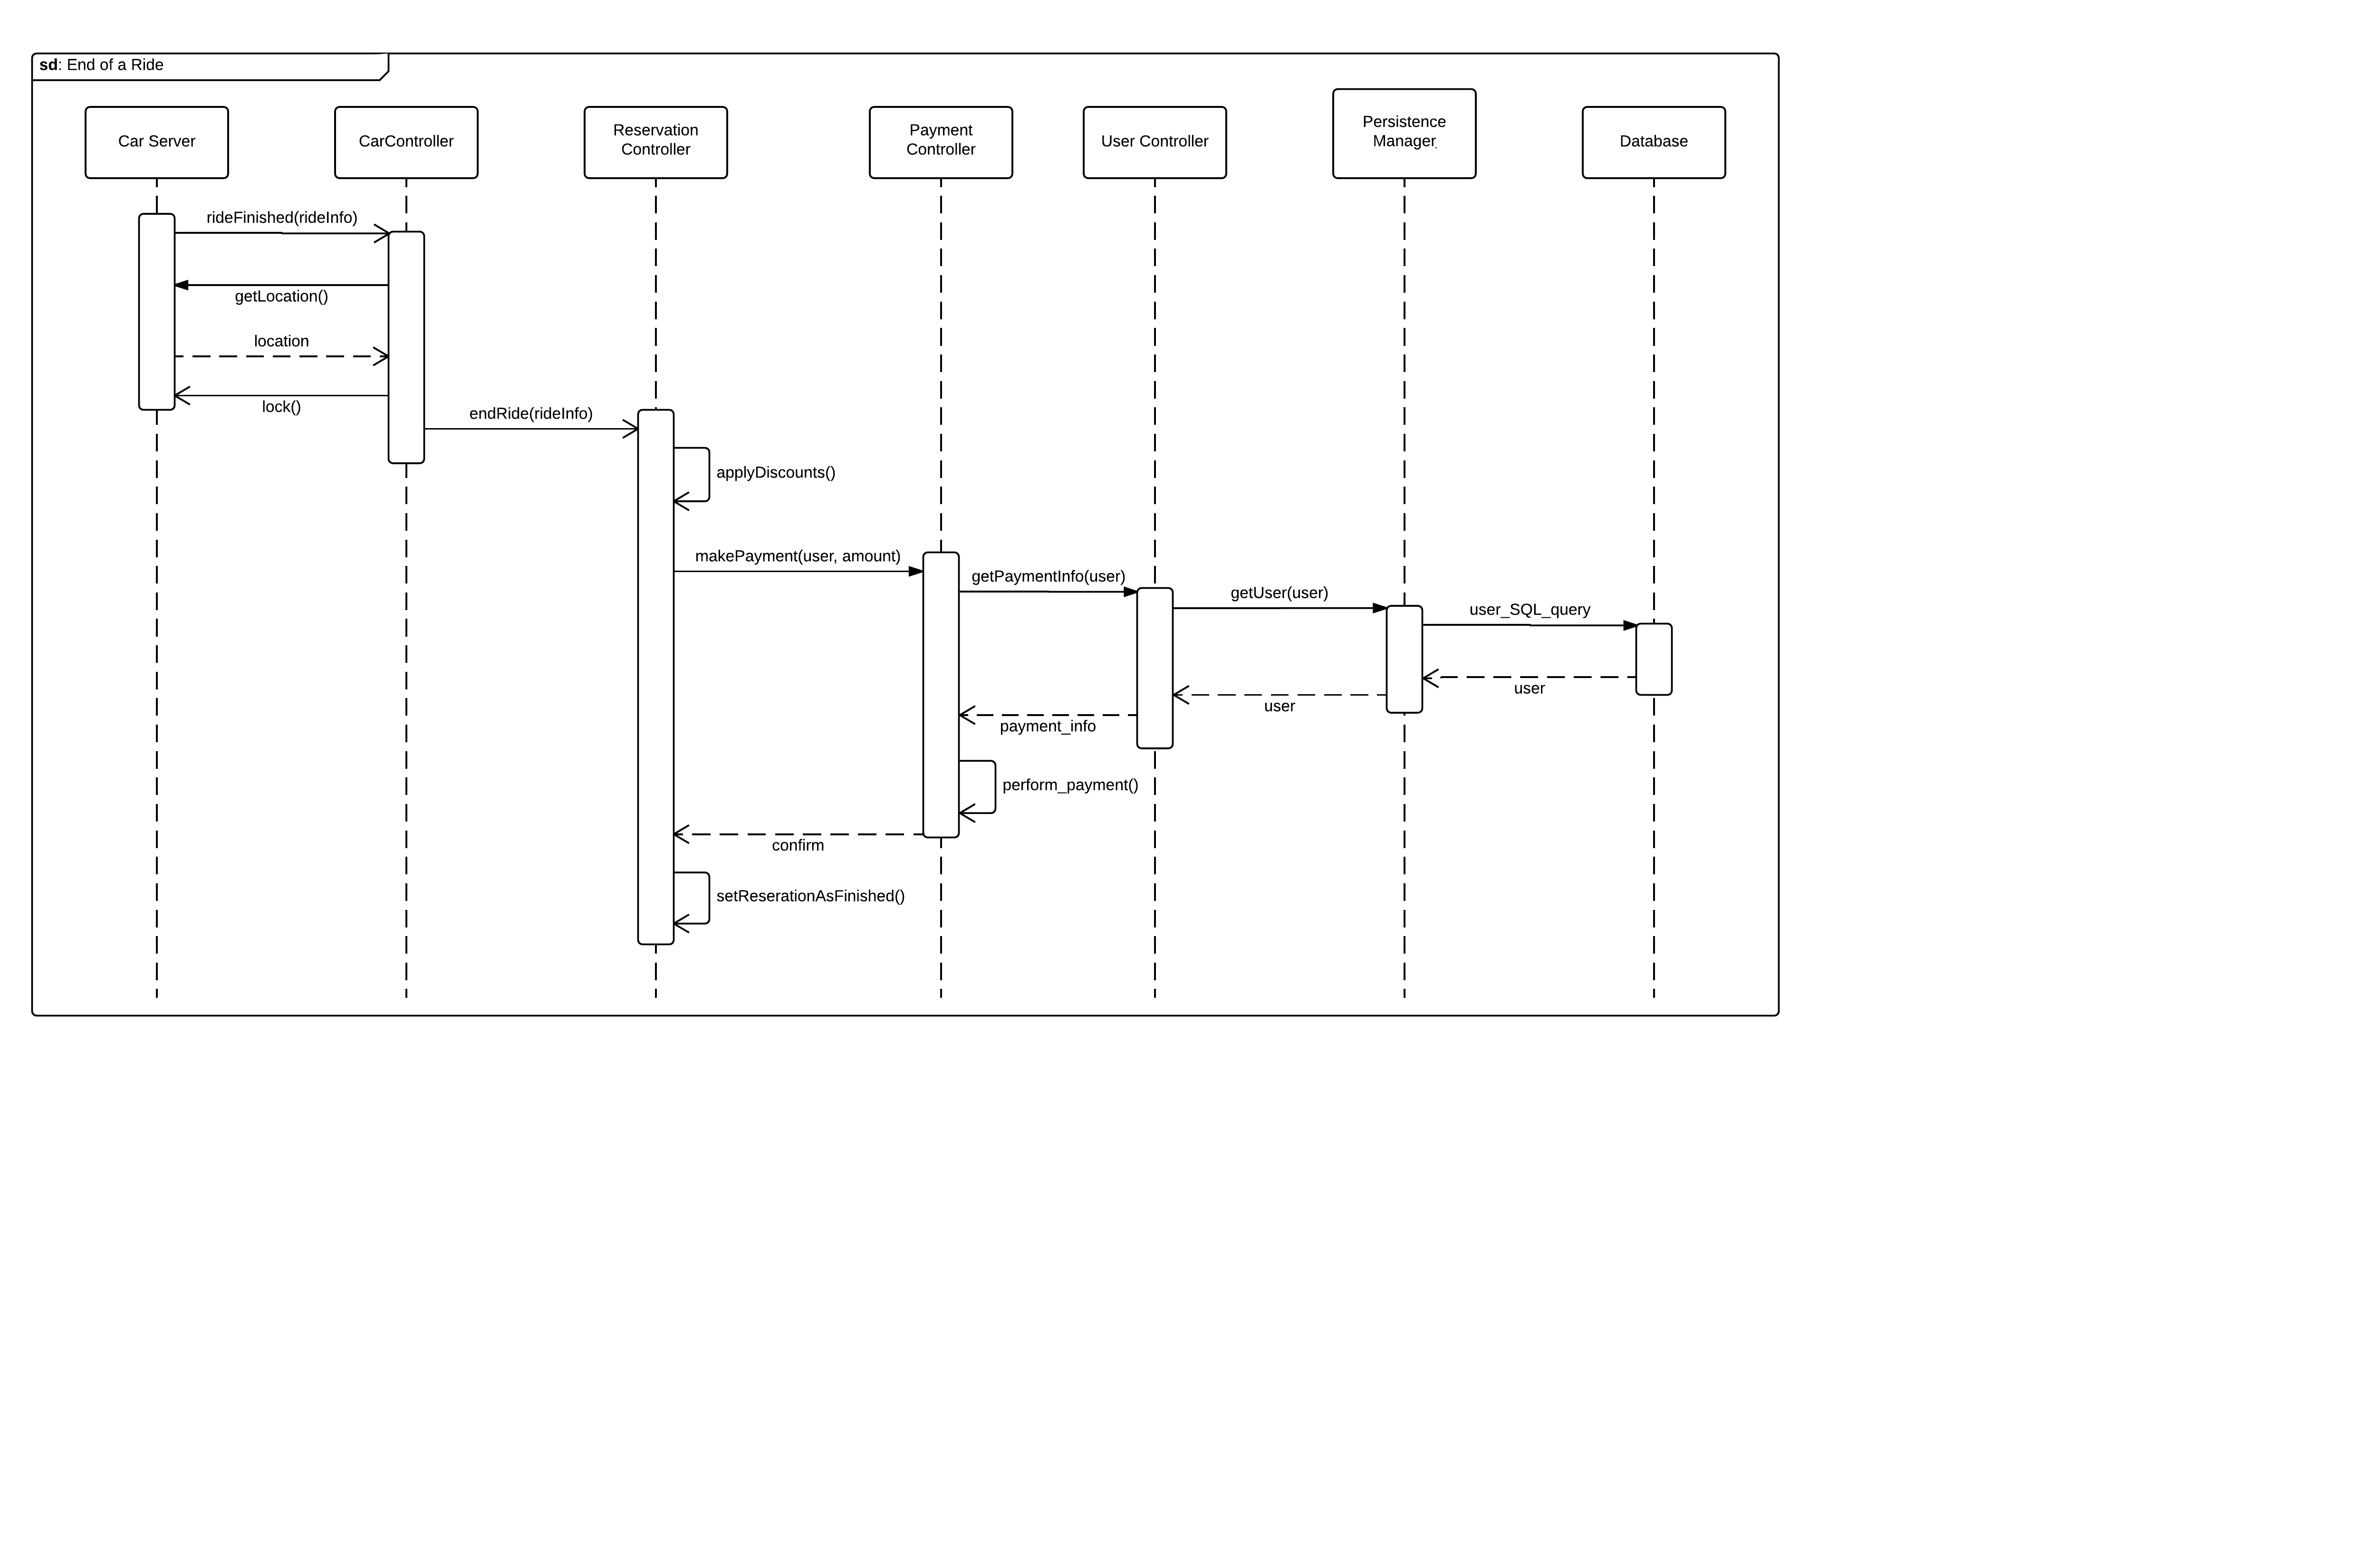 sd: End of a Ride
Car Server
CarController
Reservation
Controller
Payment
Controller
User Controller
Persistence
Manager.
Database
rideFinished(rideInfo)
getLocation()
location
lock()
endRide(rideInfo)
applyDiscounts()
makePayment(user, amount)
getPaymentInfo(user)
getUser(user)
user_SQL_query
user
user
payment_info
perform_payment()
confirm
setReserationAsFinished()